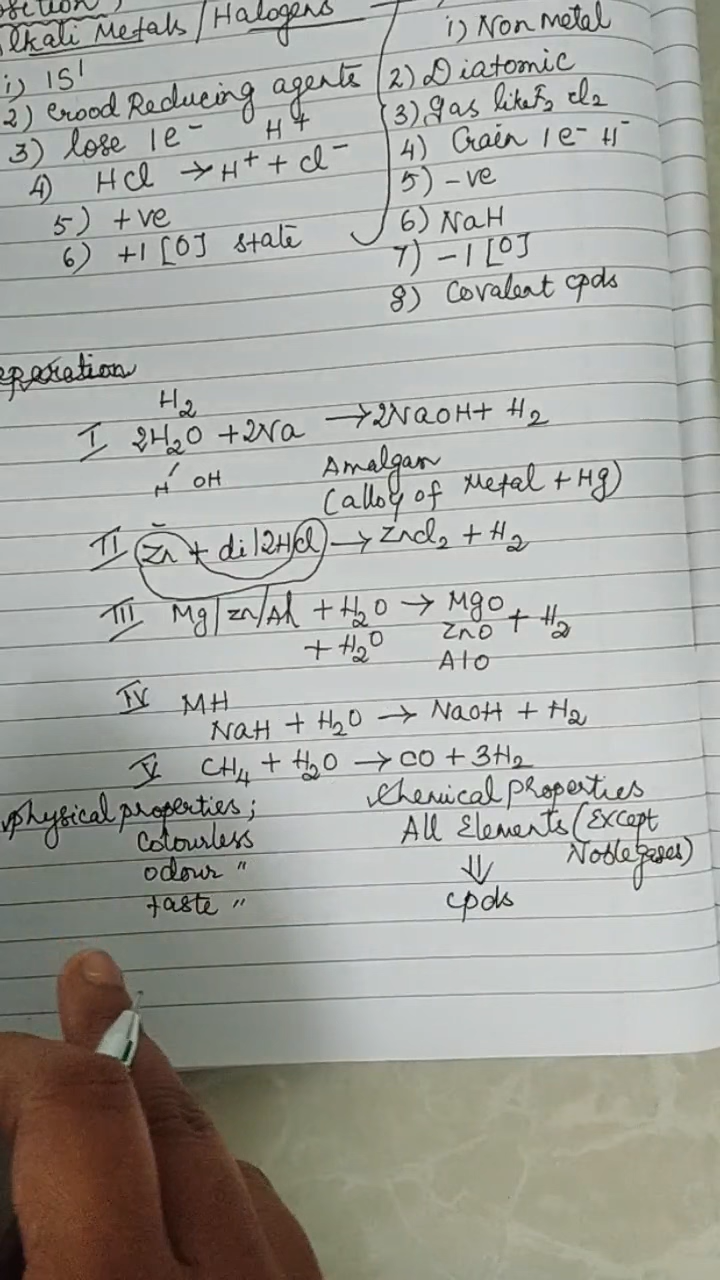 osition,
lkali Metals / Halogens
i) 1S¹
2) Good Reducing agents
3) lose 1e⁻ H⁺
4) HCl → H⁺ + Cl⁻
5) +ve
6) +1 [O] state
i) Non metal
2) Diatomic
3) gas like F₂ Cl₂
4) Gain 1e⁻ H⁻
5) -ve
6) NaH
7) -1 [O]
8) Covalent cpds
eparation
H₂
I 2H₂O + 2Na → 2NaOH + H₂
H OH
Amalgam
(alloy of Metal + Hg)
II Zn + dil 2HCl → ZnCl₂ + H₂
III Mg/Zn/Al + H₂O → MgO + H₂
+ H₂O ZnO
AlO
IV MH
NaH + H₂O → NaOH + H₂
V CH₄ + H₂O → CO + 3H₂
physical properties;
Colourless
odour "
taste "
Chemical properties
All Elements (Except
Noble gases)
⇓
cpds